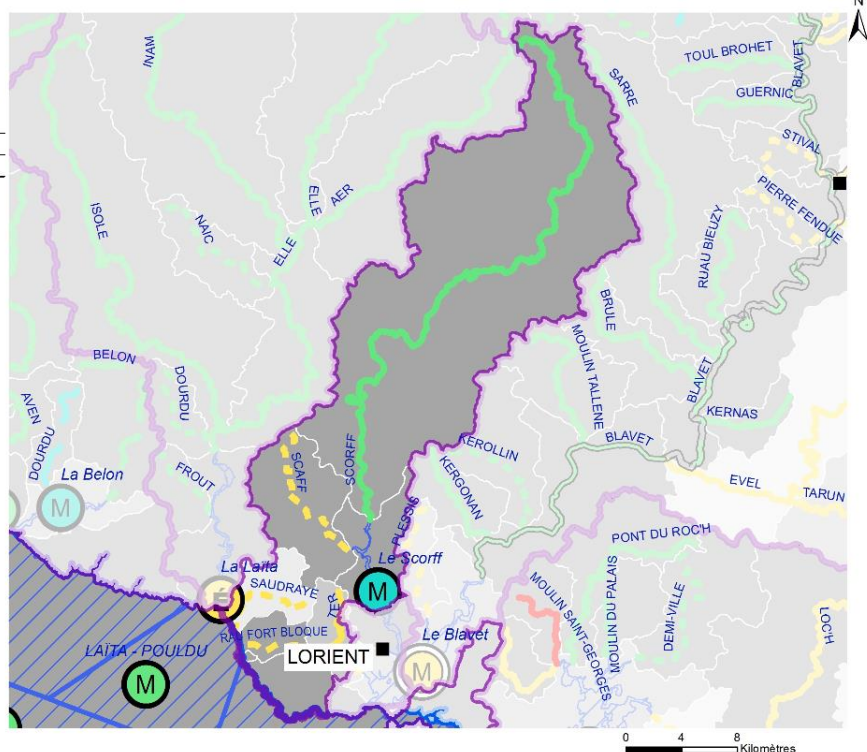 N
TOUL BROHET
BLAVET
INAM
SARRE
GUERNIC
STIVAL
ELLE
AER
PIERRE FENDUE
ISOLE
NAIC
ELLE
RUAU BIEUZY
BRULE
MOULIN TALLENE
BELON
DOURDU
BLAVET
AVEN
DOURDU
KERNAS
KEROLLIN
BLAVET
SCAFF
SCORFF
La Belon
FROUT
KERGONAN
EVEL
TARUN
M
PLESSIS
PONT DU ROC'H
La Laïta
Le Scorff
SAUDRAYE
TER
M
É
MOULIN SAINT-GEORGES
MOULIN DU PALAIS
DEMI-VILLE
LOC'H
FORT BLOQUE
Le Blavet
LAÏTA - POULDU
LORIENT
M
M
0 4 8
Kilomètres